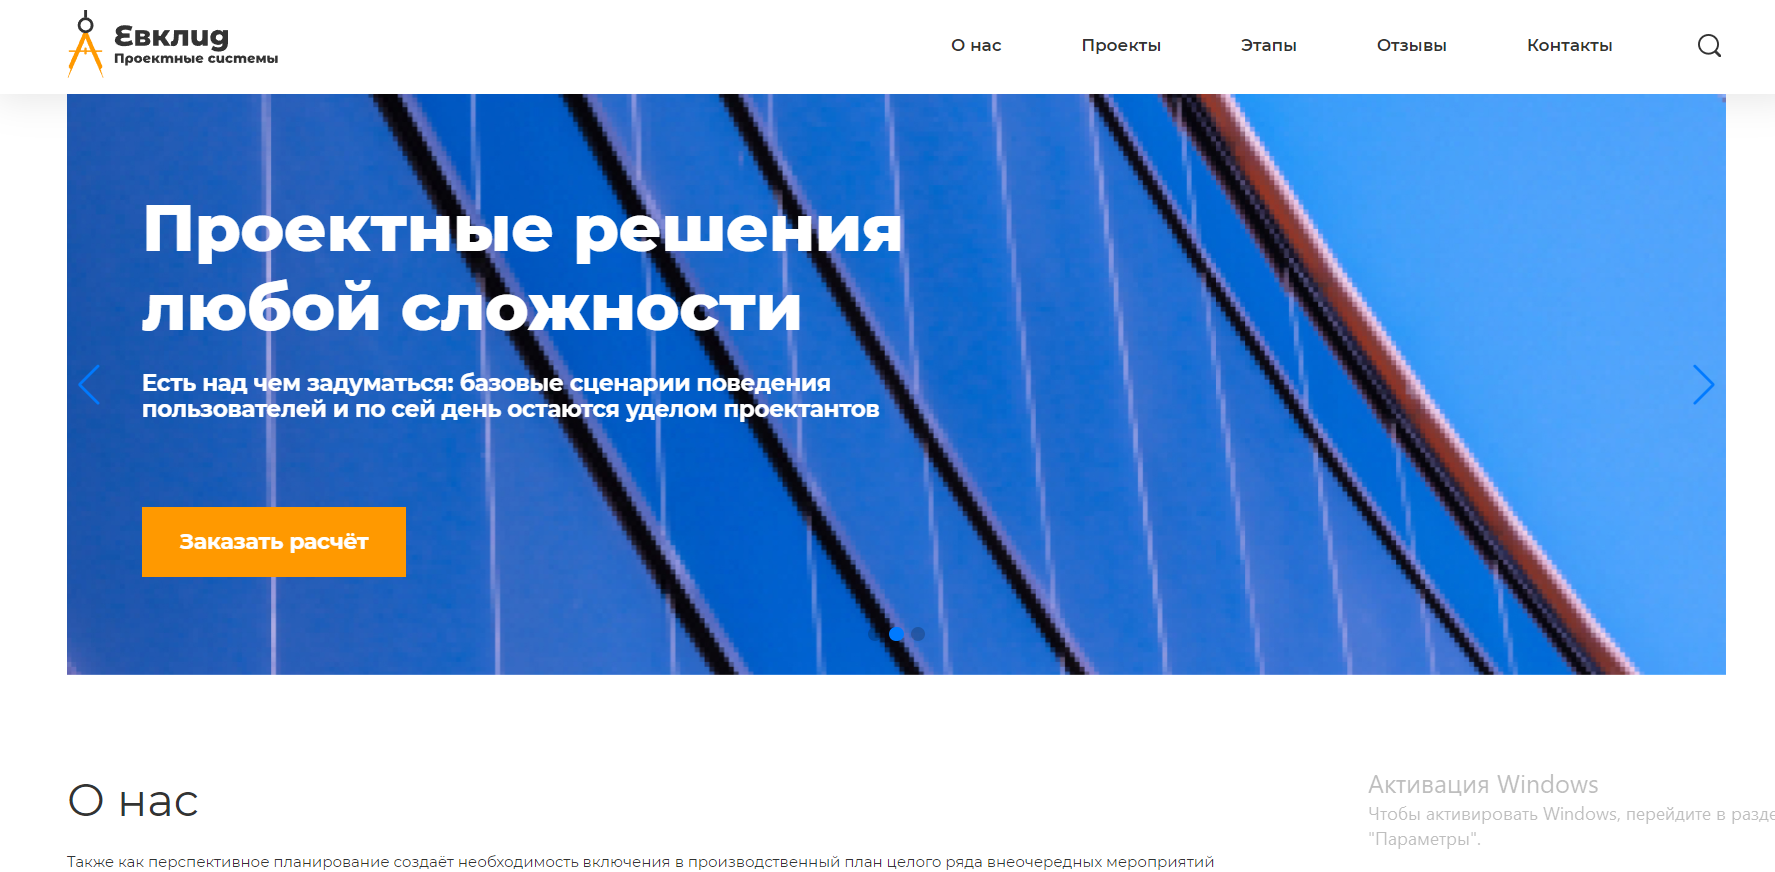 Евклид
Проектные системы
О нас
Проекты
Этапы
Отзывы
Контакты
Проектные решения
любой сложности
Есть над чем задуматься: базовые сценарии поведения
пользователей и по сей день остаются уделом проектантов
Заказать расчёт
О нас
Также как перспективное планирование создаёт необходимость включения в производственный план целого ряда внеочередных мероприятий
Активация Windows
Чтобы активировать Windows, перейдите в разде
"Параметры".